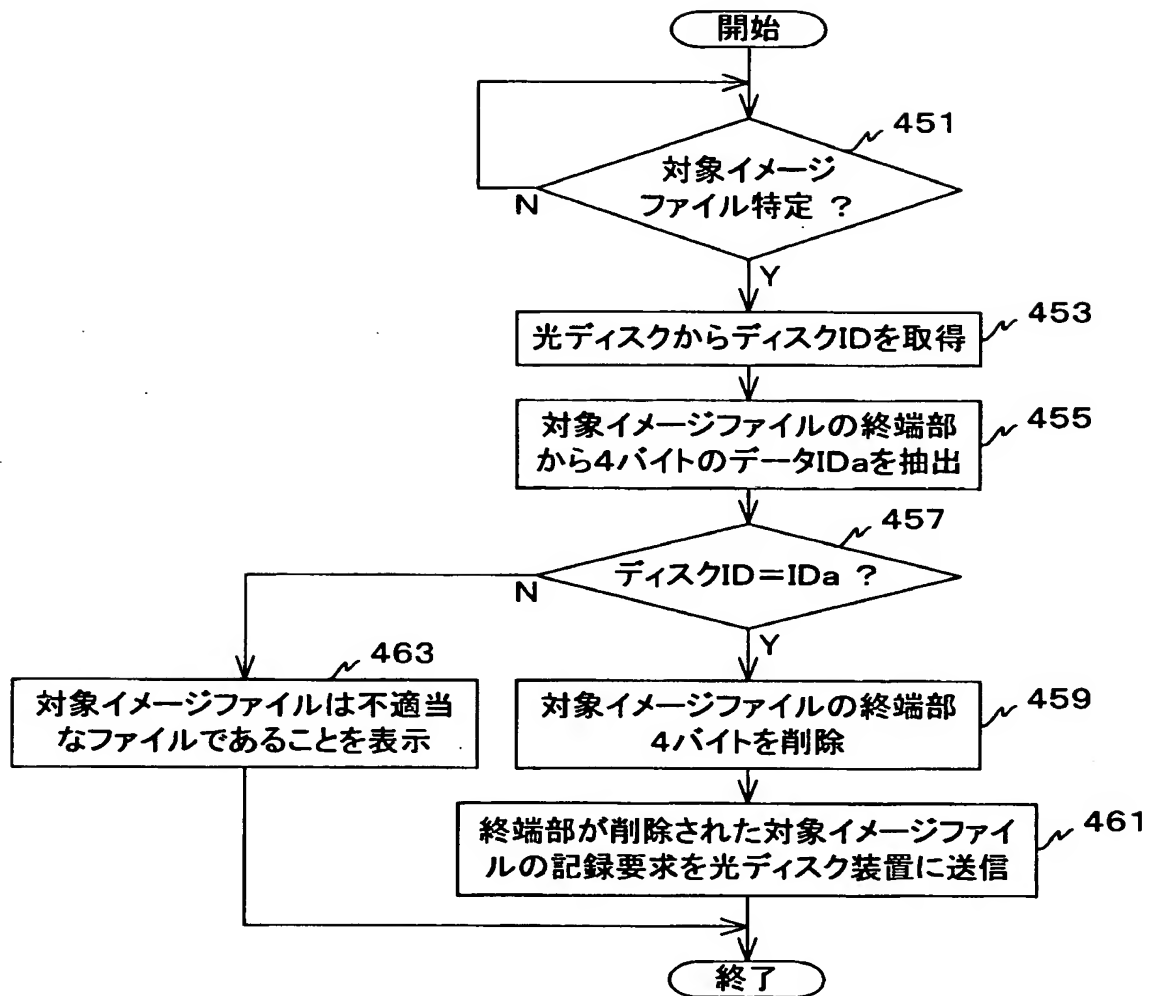 開始
451
対象イメージ
ファイル特定 ?
N
Y
453
光ディスクからディスクIDを取得
455
対象イメージファイルの終端部
から4バイトのデータIDaを抽出
457
ディスクID=IDa ?
N
Y
463
対象イメージファイルは不適当
なファイルであることを表示
459
対象イメージファイルの終端部
4バイトを削除
461
終端部が削除された対象イメージファイ
ルの記録要求を光ディスク装置に送信
終了